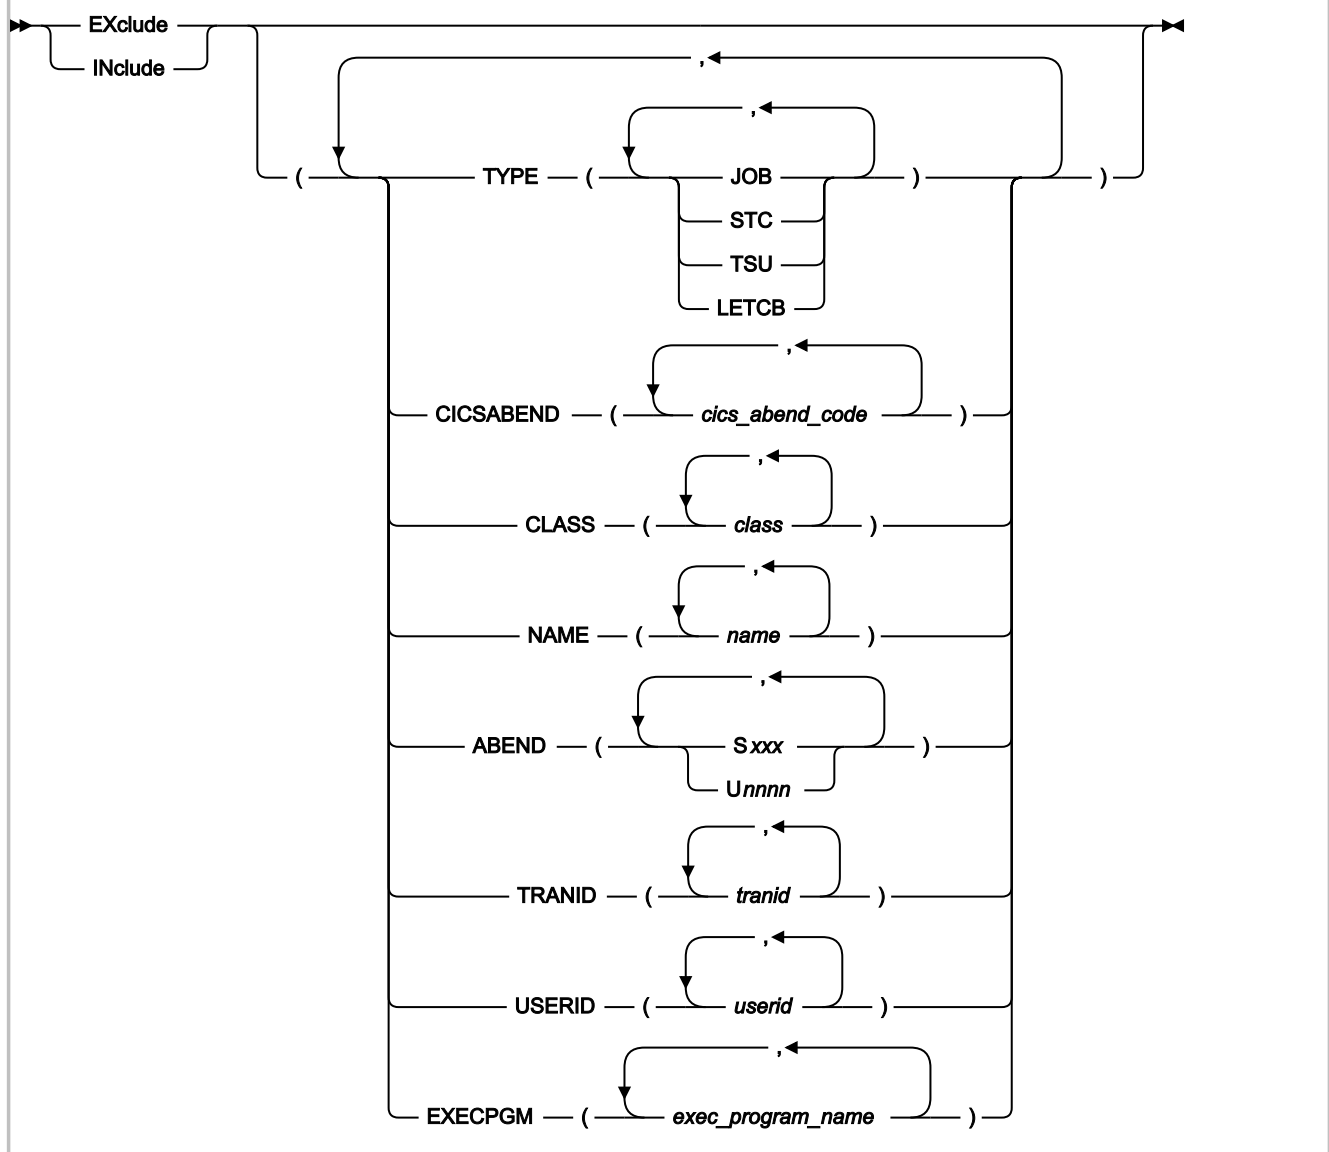 EXclude
INclude
,
,
( TYPE ( JOB ) )
STC
TSU
LETCB
,
CICSABEND ( cics_abend_code )
,
CLASS ( class )
,
NAME ( name )
,
ABEND ( Sxxx )
Unnnn
,
TRANID ( tranid )
,
USERID ( userid )
,
EXECPGM ( exec_program_name )